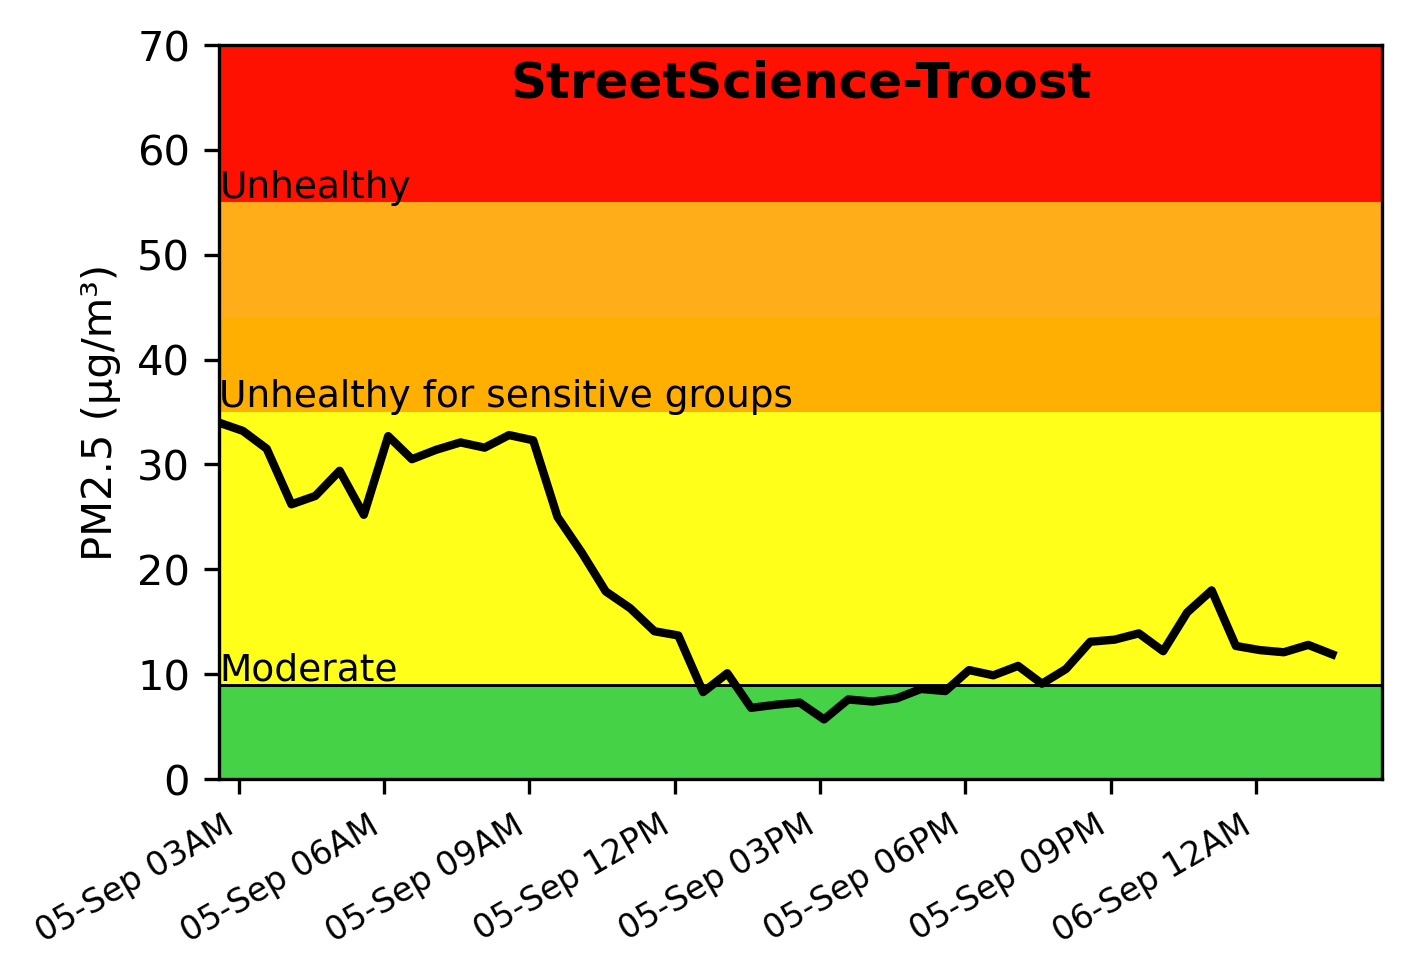 StreetScience-Troost
PM2.5 (µg/m³)
70
60
50
40
30
20
10
0
Unhealthy
Unhealthy for sensitive groups
Moderate
05-Sep 03AM
05-Sep 06AM
05-Sep 09AM
05-Sep 12PM
05-Sep 03PM
05-Sep 06PM
05-Sep 09PM
06-Sep 12AM